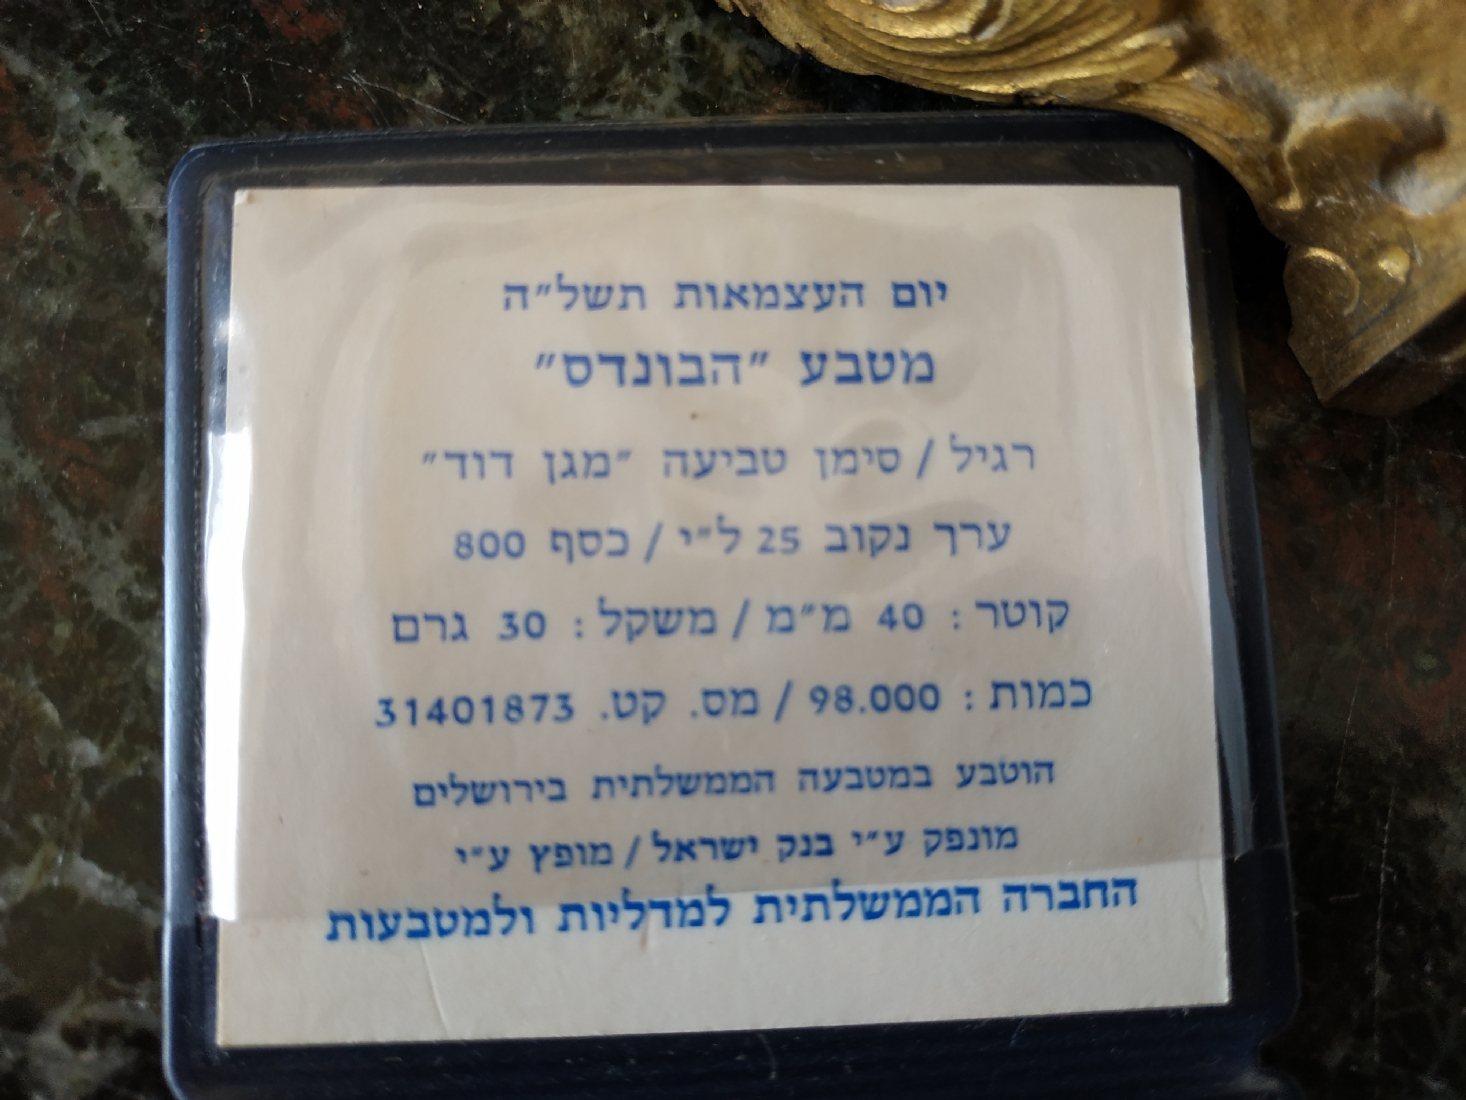 יום העצמאות תשל״ה
מטבע ״הבונדס״
רגיל / סימן טביעה ״מגן דוד״
ערך נקוב 25 ל״י / כסף 800
קוטר : 40 מ״מ / משקל : 30 גרם
כמות : 98.000 / מס. קט. 31401873
הוטבע במטבעה הממשלתית בירושלים
מונפק ע״י בנק ישראל / מופץ ע״י
החברה הממשלתית למדליות ולמטבעות